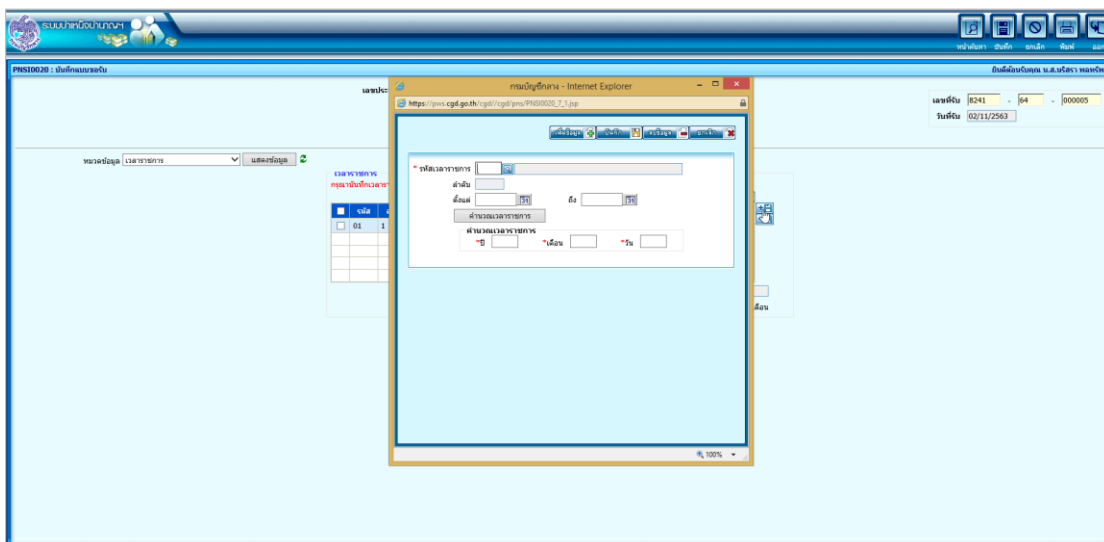 ระบบบำเหน็จบำนาญฯ
หน้าค้นหา บันทึก ยกเลิก พิมพ์ ออก
PNSI0020 : บันทึกแบบขอรับ
ยินดีต้อนรับคุณ น.ส.
เลขประ
กรมบัญชีกลาง - Internet Explorer
https://pws.cgd.go.th/cgd//cgd/pns/PNSI0020_7_1.jsp
เลขที่รับ 8241 - 64 - 000005
วันที่รับ 02/11/2563
เพิ่มข้อมูล บันทึก ลบข้อมูล ยกเลิก
หมวดข้อมูล เวลาราชการ แสดงข้อมูล
เวลาราชการ
กรุณาบันทึกเวลารา
รหัส
01 1
* รหัสเวลาราชการ
ลำดับ
ตั้งแต่ ถึง
คำนวณเวลาราชการ
คำนวณเวลาราชการ
*ปี *เดือน *วัน
เดือน
100%